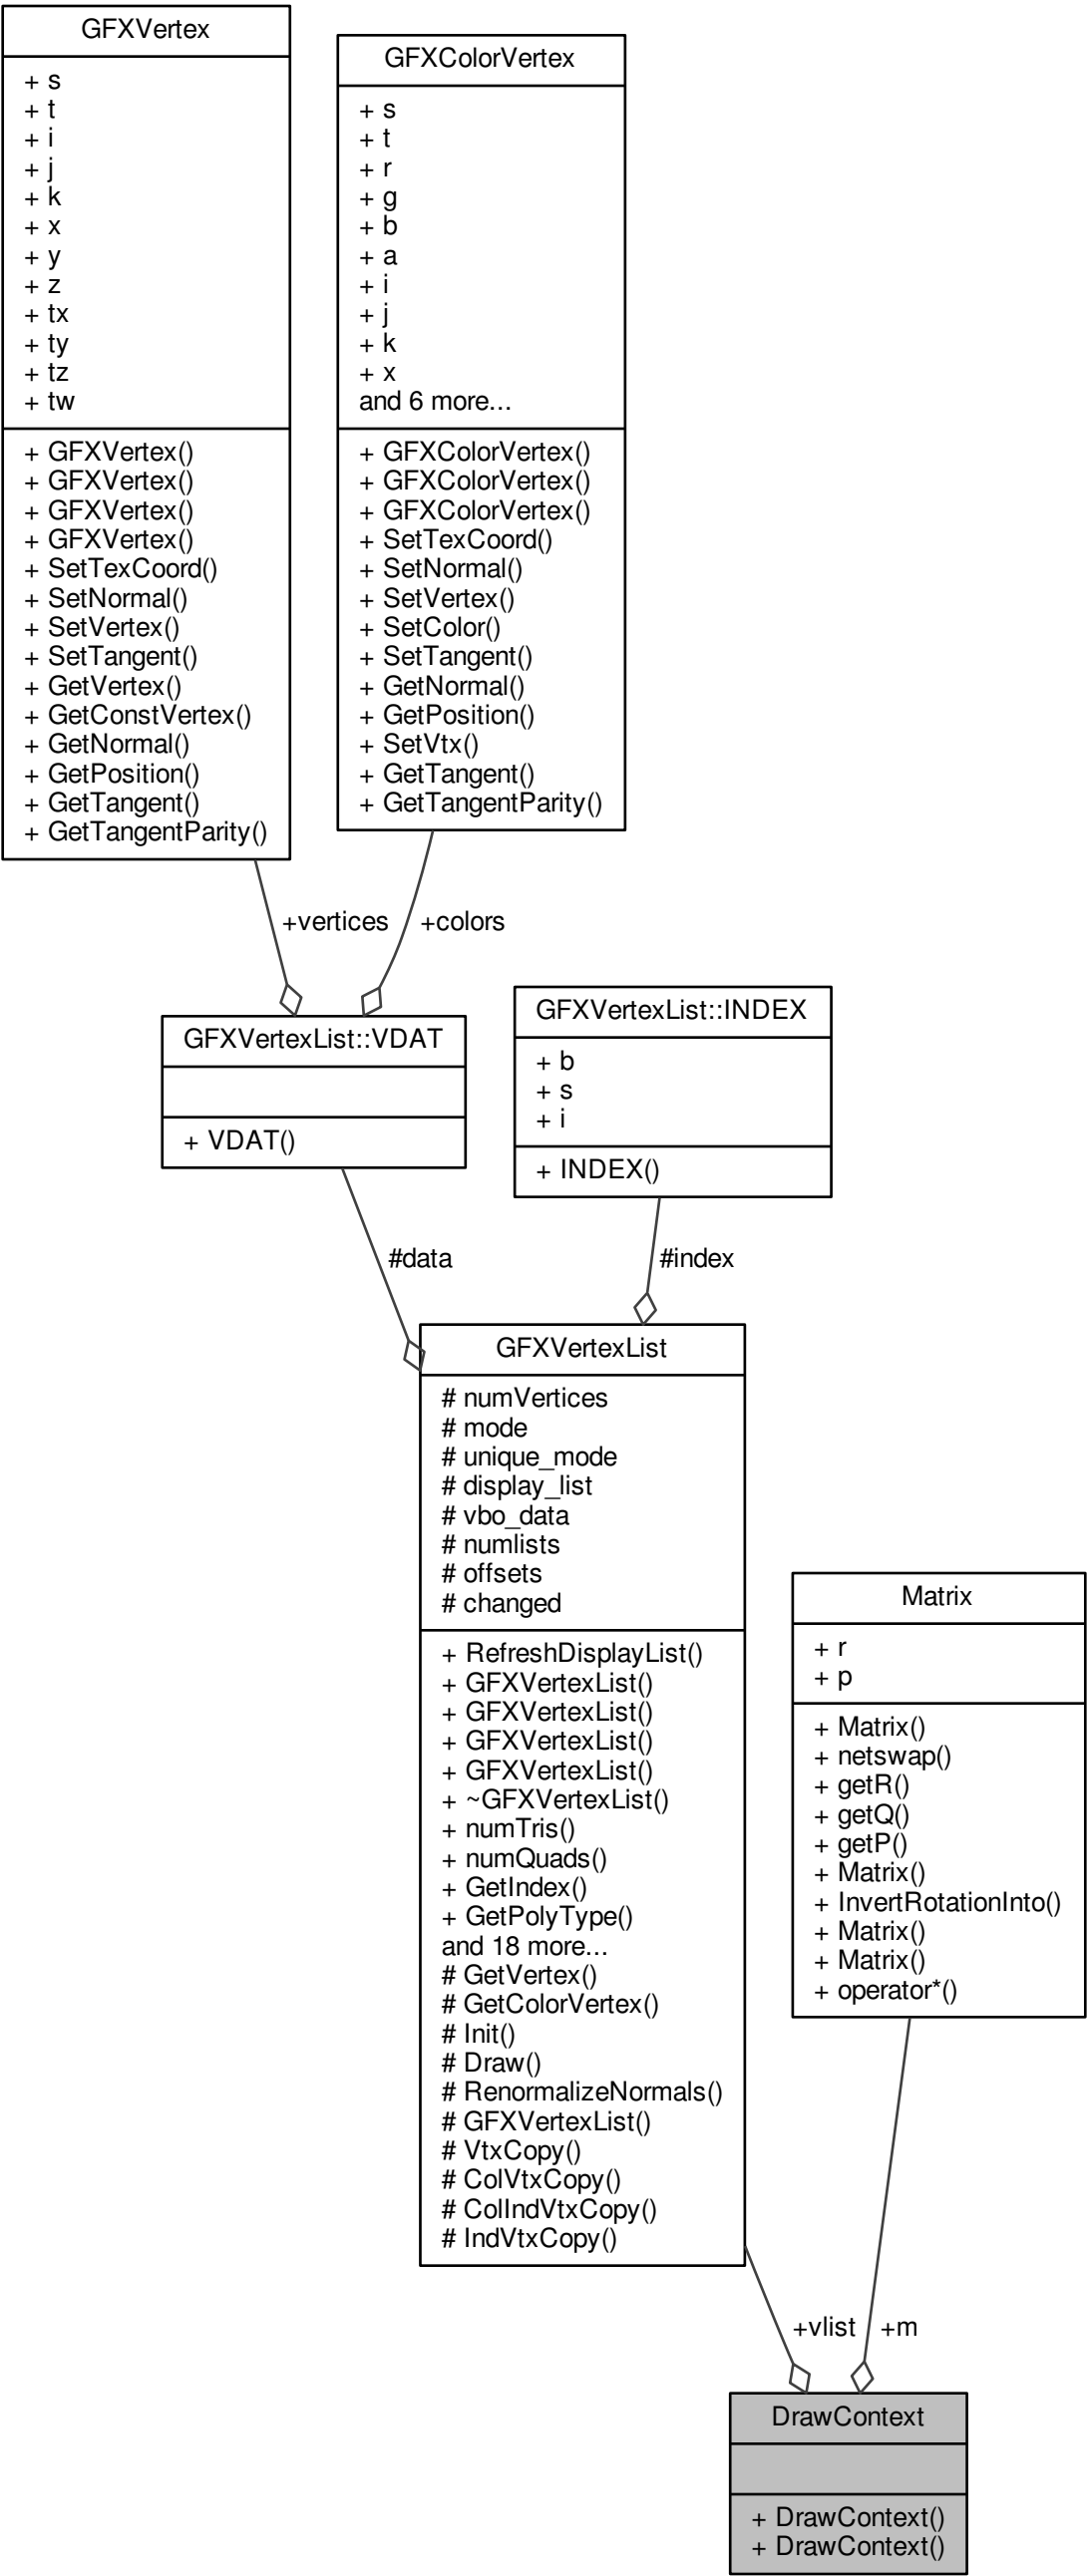 GFXVertex
+ s
+ t
+ i
+ j
+ k
+ x
+ y
+ z
+ tx
+ ty
+ tz
+ tw
+ GFXVertex()
+ GFXVertex()
+ GFXVertex()
+ GFXVertex()
+ SetTexCoord()
+ SetNormal()
+ SetVertex()
+ SetTangent()
+ GetVertex()
+ GetConstVertex()
+ GetNormal()
+ GetPosition()
+ GetTangent()
+ GetTangentParity()
GFXColorVertex
+ s
+ t
+ r
+ g
+ b
+ a
+ i
+ j
+ k
+ x
and 6 more...
+ GFXColorVertex()
+ GFXColorVertex()
+ GFXColorVertex()
+ SetTexCoord()
+ SetNormal()
+ SetVertex()
+ SetColor()
+ SetTangent()
+ GetNormal()
+ GetPosition()
+ SetVtx()
+ GetTangent()
+ GetTangentParity()
+vertices
+colors
GFXVertexList::VDAT
+ VDAT()
GFXVertexList::INDEX
+ b
+ s
+ i
+ INDEX()
#data
#index
GFXVertexList
# numVertices
# mode
# unique_mode
# display_list
# vbo_data
# numlists
# offsets
# changed
+ RefreshDisplayList()
+ GFXVertexList()
+ GFXVertexList()
+ GFXVertexList()
+ GFXVertexList()
+ ~GFXVertexList()
+ numTris()
+ numQuads()
+ GetIndex()
+ GetPolyType()
and 18 more...
# GetVertex()
# GetColorVertex()
# Init()
# Draw()
# RenormalizeNormals()
# GFXVertexList()
# VtxCopy()
# ColVtxCopy()
# ColIndVtxCopy()
# IndVtxCopy()
Matrix
+ r
+ p
+ Matrix()
+ netswap()
+ getR()
+ getQ()
+ getP()
+ Matrix()
+ InvertRotationInto()
+ Matrix()
+ Matrix()
+ operator*()
+vlist
+m
DrawContext
+ DrawContext()
+ DrawContext()